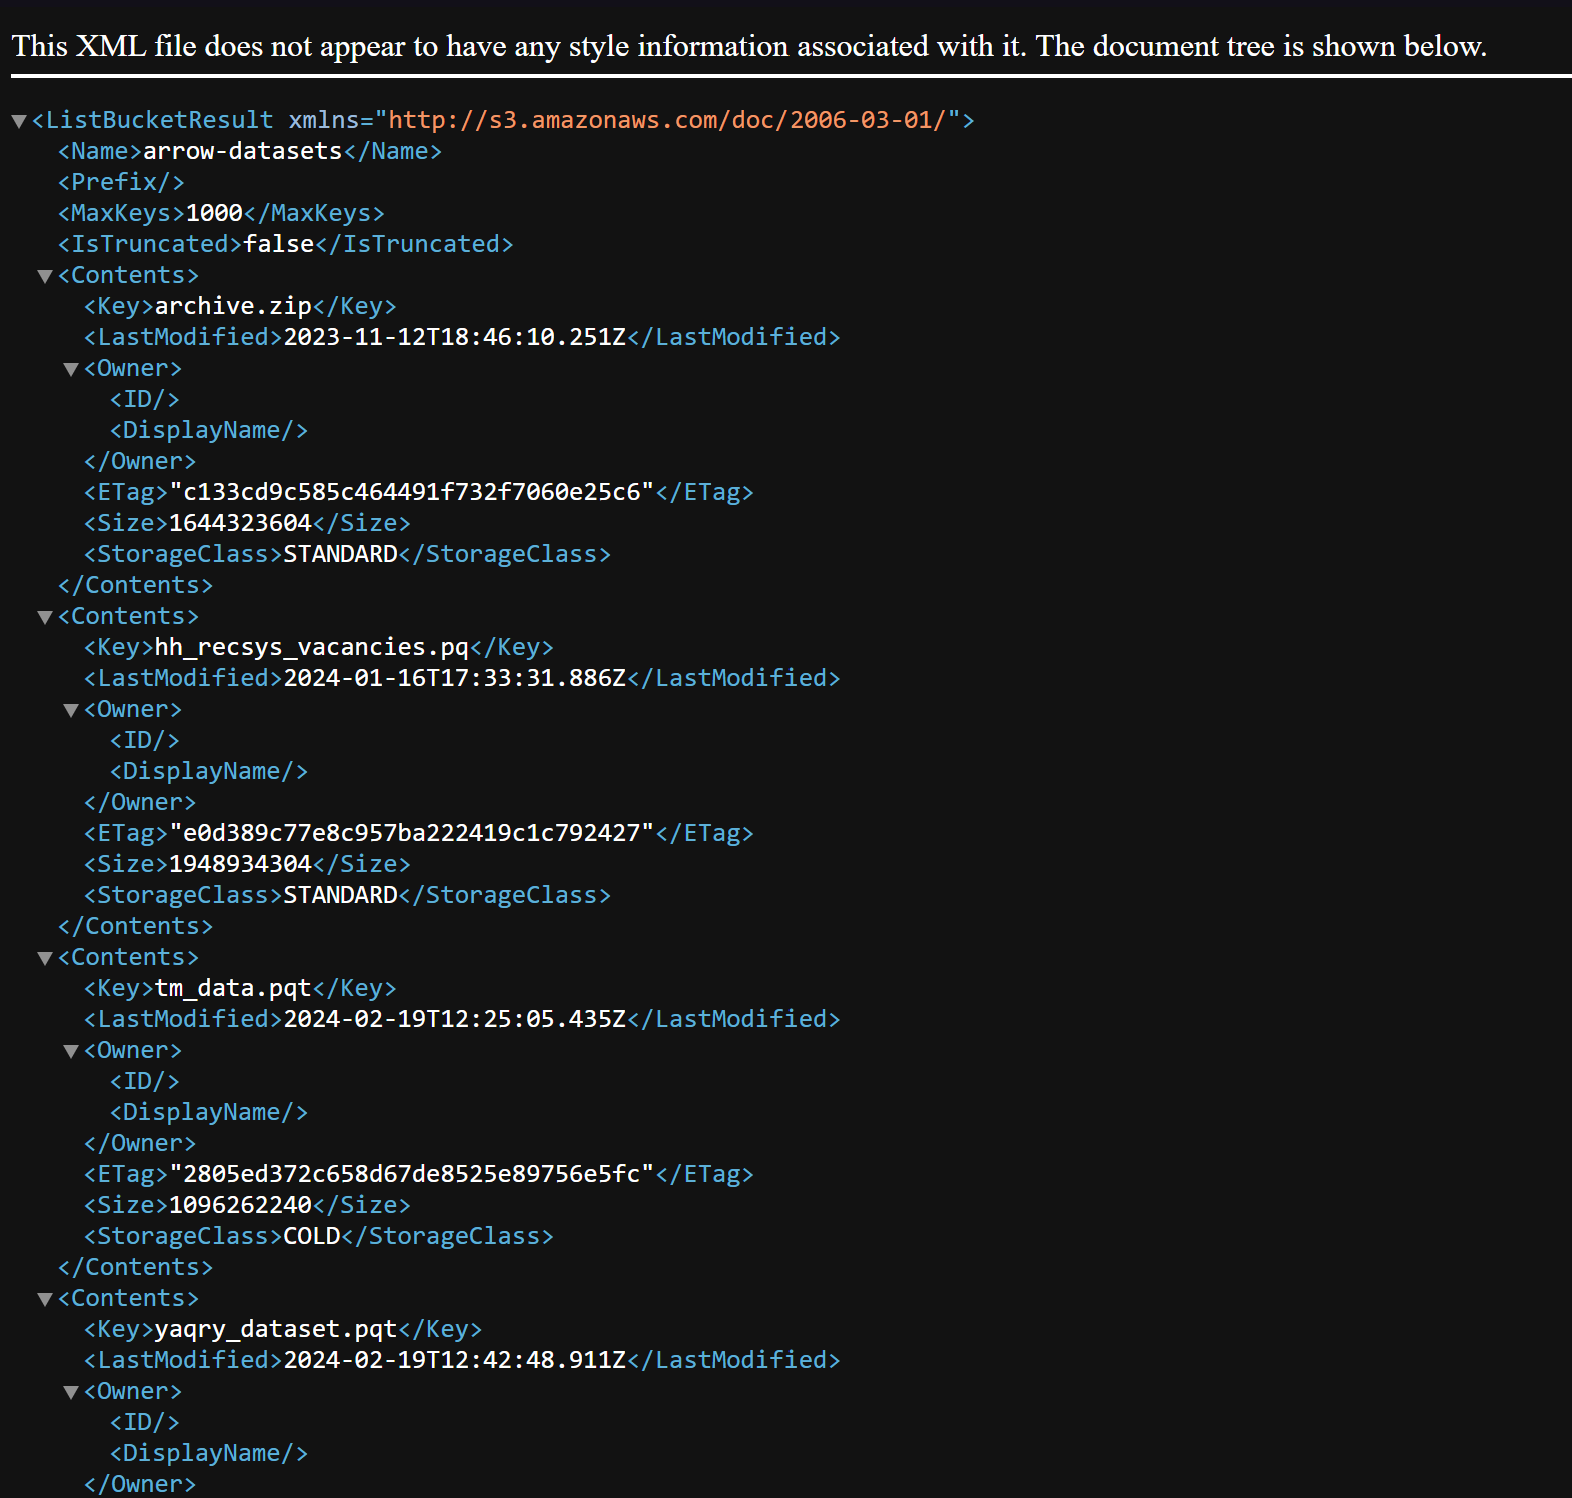 This XML file does not appear to have any style information associated with it. The document tree is shown below.
▼<ListBucketResult xmlns="http://s3.amazonaws.com/doc/2006-03-01/">
<Name>arrow-datasets</Name>
<Prefix/>
<MaxKeys>1000</MaxKeys>
<IsTruncated>false</IsTruncated>
▼<Contents>
<Key>archive.zip</Key>
<LastModified>2023-11-12T18:46:10.251Z</LastModified>
▼<Owner>
<ID/>
<DisplayName/>
</Owner>
<ETag>"c133cd9c585c464491f732f7060e25c6"</ETag>
<Size>1644323604</Size>
<StorageClass>STANDARD</StorageClass>
</Contents>
▼<Contents>
<Key>hh_recsys_vacancies.pq</Key>
<LastModified>2024-01-16T17:33:31.886Z</LastModified>
▼<Owner>
<ID/>
<DisplayName/>
</Owner>
<ETag>"e0d389c77e8c957ba222419c1c792427"</ETag>
<Size>1948934304</Size>
<StorageClass>STANDARD</StorageClass>
</Contents>
▼<Contents>
<Key>tm_data.pqt</Key>
<LastModified>2024-02-19T12:25:05.435Z</LastModified>
▼<Owner>
<ID/>
<DisplayName/>
</Owner>
<ETag>"2805ed372c658d67de8525e89756e5fc"</ETag>
<Size>1096262240</Size>
<StorageClass>COLD</StorageClass>
</Contents>
▼<Contents>
<Key>yaqry_dataset.pqt</Key>
<LastModified>2024-02-19T12:42:48.911Z</LastModified>
▼<Owner>
<ID/>
<DisplayName/>
</Owner>